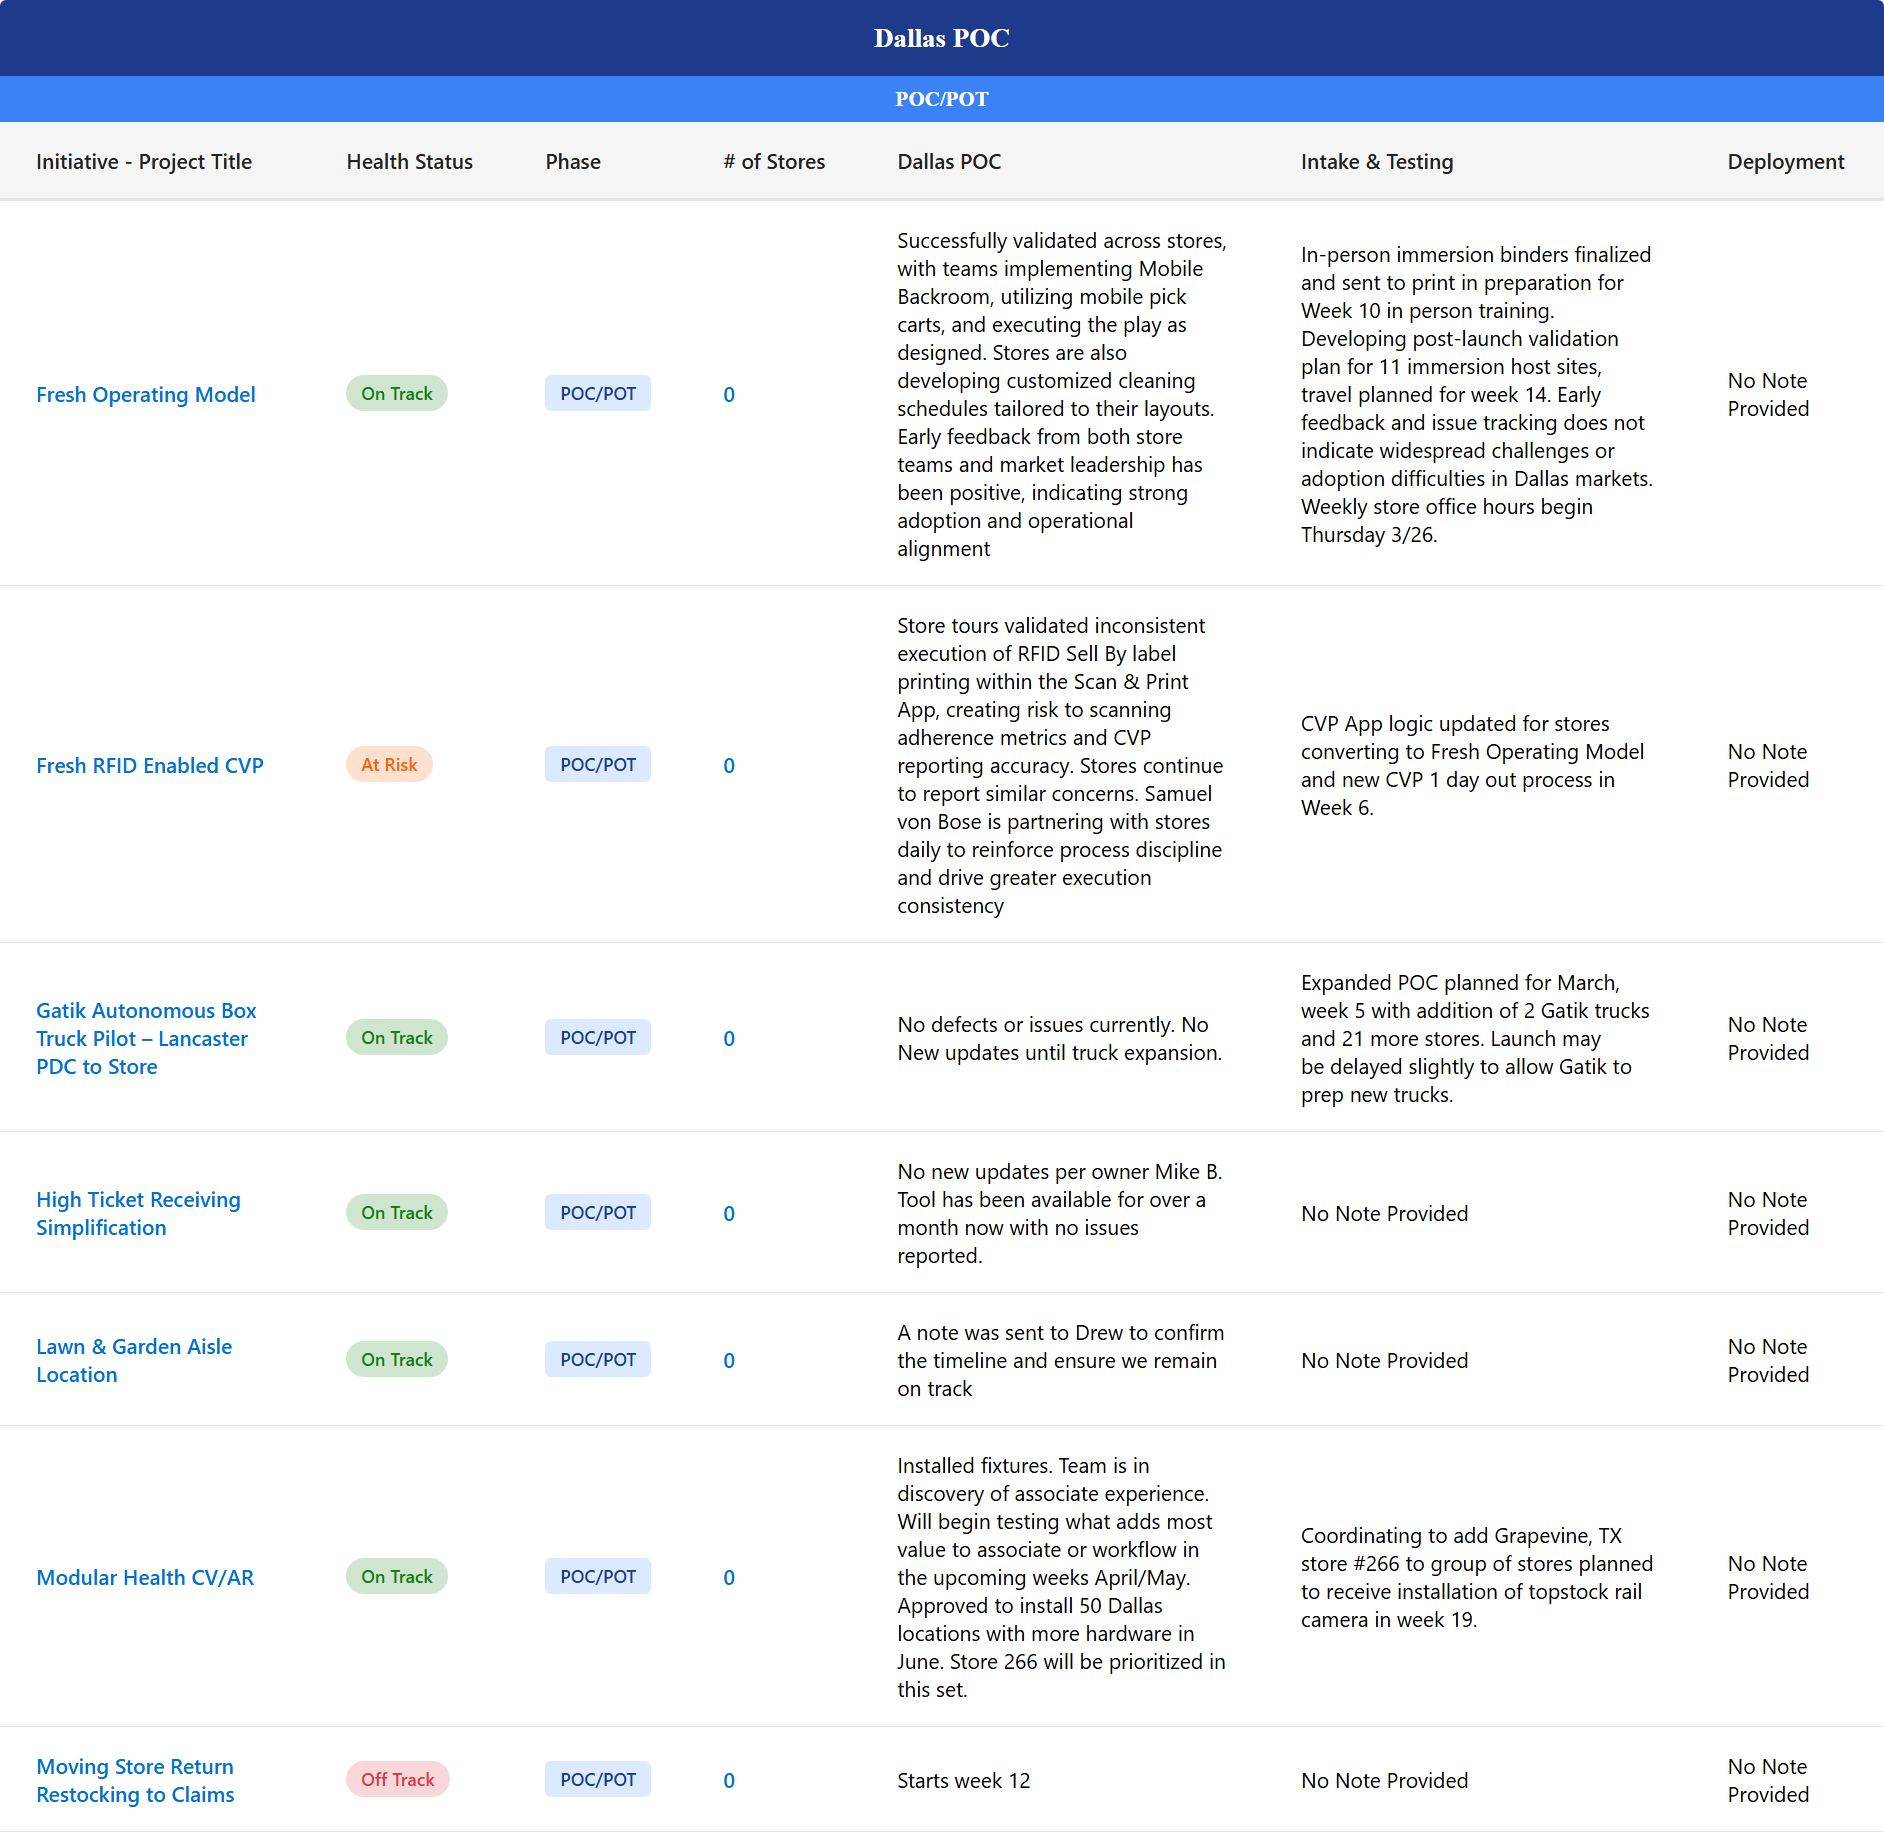 Dallas POC
POC/POT
Initiative - Project Title
Health Status
Phase
# of Stores
Dallas POC
Intake & Testing
Deployment
Fresh Operating Model
On Track
POC/POT
0
Successfully validated across stores,
with teams implementing Mobile
Backroom, utilizing mobile pick
carts, and executing the play as
designed. Stores are also
developing customized cleaning
schedules tailored to their layouts.
Early feedback from both store
teams and market leadership has
been positive, indicating strong
adoption and operational
alignment
In-person immersion binders finalized
and sent to print in preparation for
Week 10 in person training.
Developing post-launch validation
plan for 11 immersion host sites,
travel planned for week 14. Early
feedback and issue tracking does not
indicate widespread challenges or
adoption difficulties in Dallas markets.
Weekly store office hours begin
Thursday 3/26.
No Note
Provided
Fresh RFID Enabled CVP
At Risk
POC/POT
0
Store tours validated inconsistent
execution of RFID Sell By label
printing within the Scan & Print
App, creating risk to scanning
adherence metrics and CVP
reporting accuracy. Stores continue
to report similar concerns. Samuel
von Bose is partnering with stores
daily to reinforce process discipline
and drive greater execution
consistency
CVP App logic updated for stores
converting to Fresh Operating Model
and new CVP 1 day out process in
Week 6.
No Note
Provided
Gatik Autonomous Box
Truck Pilot – Lancaster
PDC to Store
On Track
POC/POT
0
No defects or issues currently. No
New updates until truck expansion.
Expanded POC planned for March,
week 5 with addition of 2 Gatik trucks
and 21 more stores. Launch may
be delayed slightly to allow Gatik to
prep new trucks.
No Note
Provided
High Ticket Receiving
Simplification
On Track
POC/POT
0
No new updates per owner Mike B.
Tool has been available for over a
month now with no issues
reported.
No Note Provided
No Note
Provided
Lawn & Garden Aisle
Location
On Track
POC/POT
0
A note was sent to Drew to confirm
the timeline and ensure we remain
on track
No Note Provided
No Note
Provided
Modular Health CV/AR
On Track
POC/POT
0
Installed fixtures. Team is in
discovery of associate experience.
Will begin testing what adds most
value to associate or workflow in
the upcoming weeks April/May.
Approved to install 50 Dallas
locations with more hardware in
June. Store 266 will be prioritized in
this set.
Coordinating to add Grapevine, TX
store #266 to group of stores planned
to receive installation of topstock rail
camera in week 19.
No Note
Provided
Moving Store Return
Restocking to Claims
Off Track
POC/POT
0
Starts week 12
No Note Provided
No Note
Provided